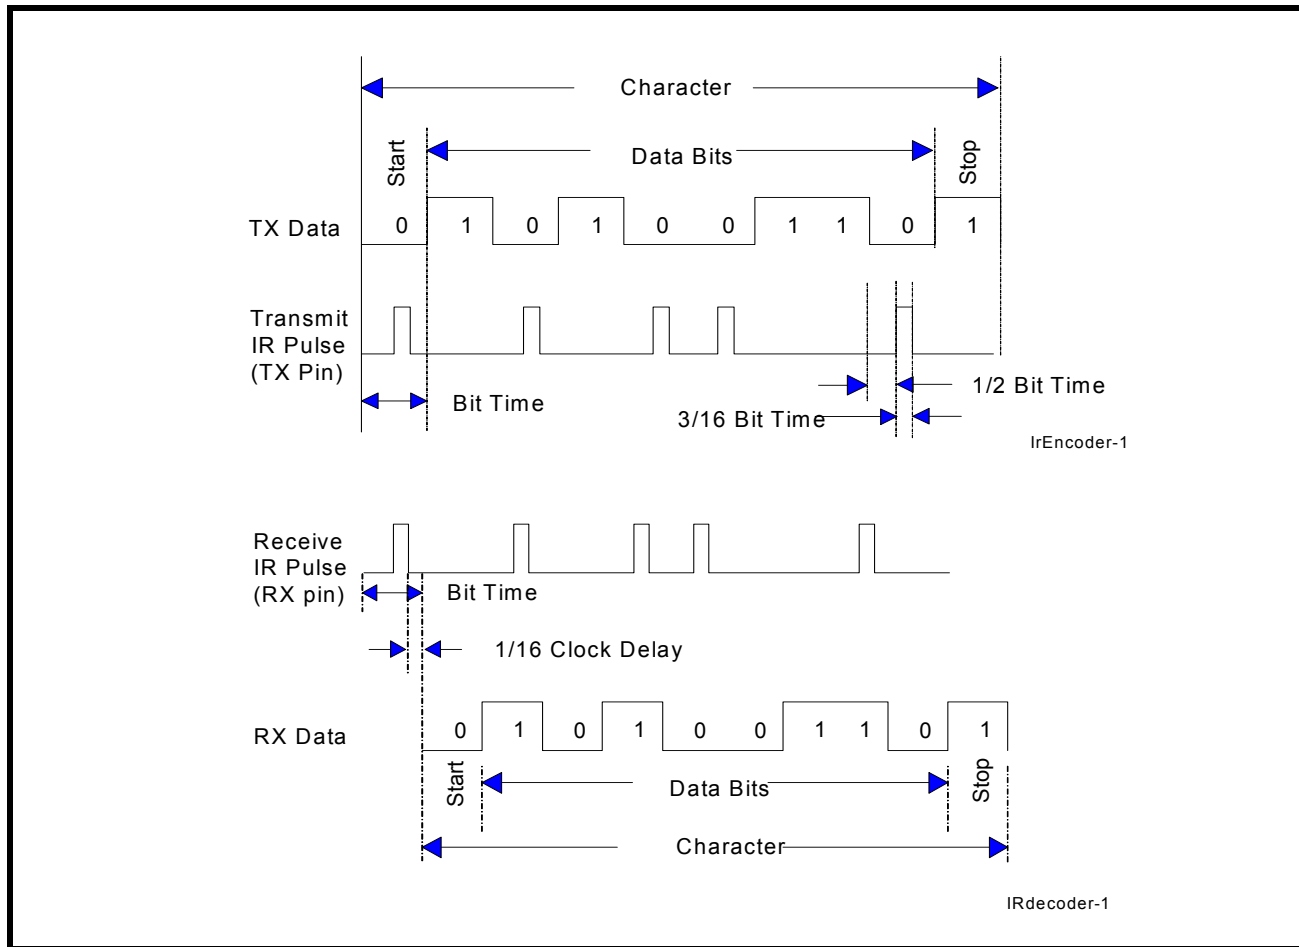 Character
Start
Data Bits
Stop
TX Data
0 1 0 1 0 0 1 1 0 1
Transmit
IR Pulse
(TX Pin)
1/2 Bit Time
Bit Time
3/16 Bit Time
IrEncoder-1
Receive
IR Pulse
(RX pin)
Bit Time
1/16 Clock Delay
RX Data
0 1 0 1 0 0 1 1 0 1
Start
Data Bits
Stop
Character
IRdecoder-1